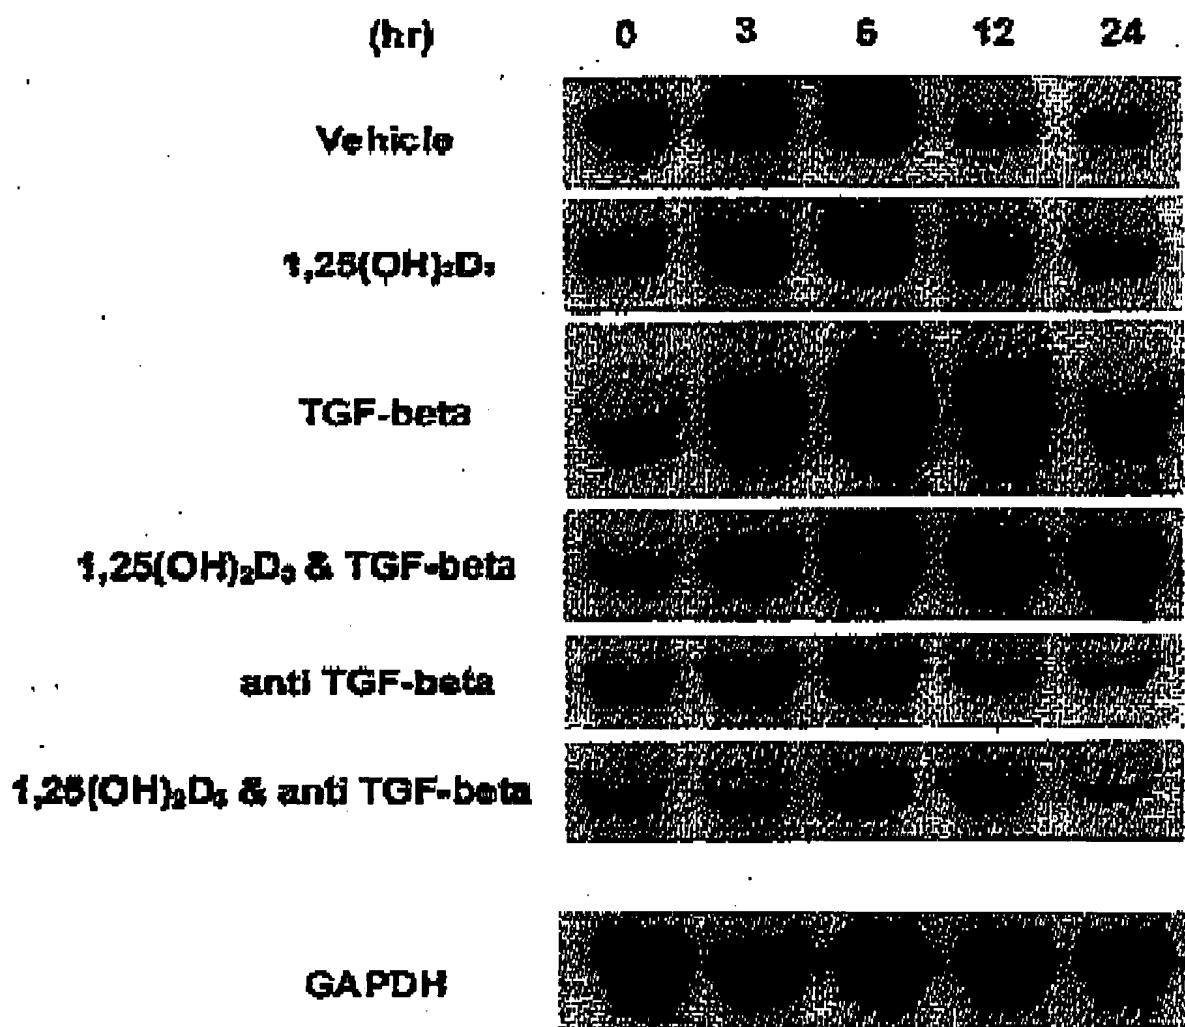 (hr) 0 3 6 12 24
Vehicle
1,25(OH)₂D₃
TGF-beta
1,25(OH)₂D₃ & TGF-beta
anti TGF-beta
1,25(OH)₂D₃ & anti TGF-beta
GAPDH